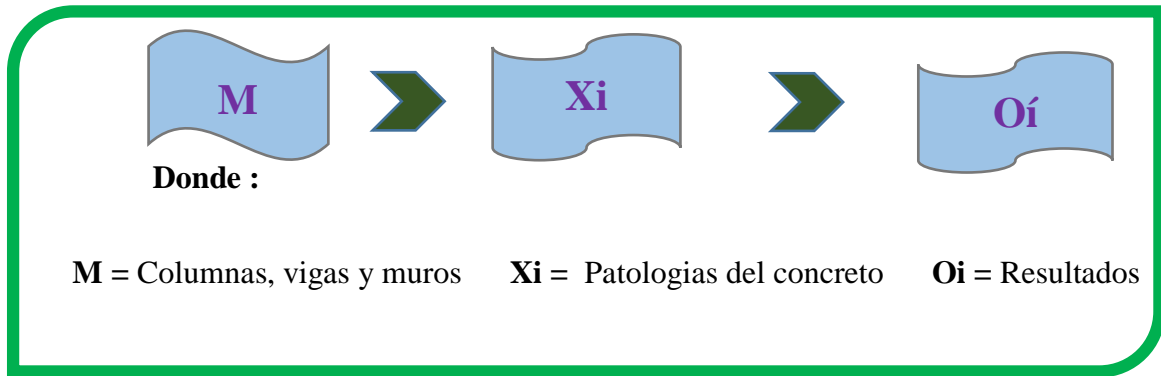 M Xi Oí
Donde :
M = Columnas, vigas y muros Xi = Patologias del concreto Oi = Resultados